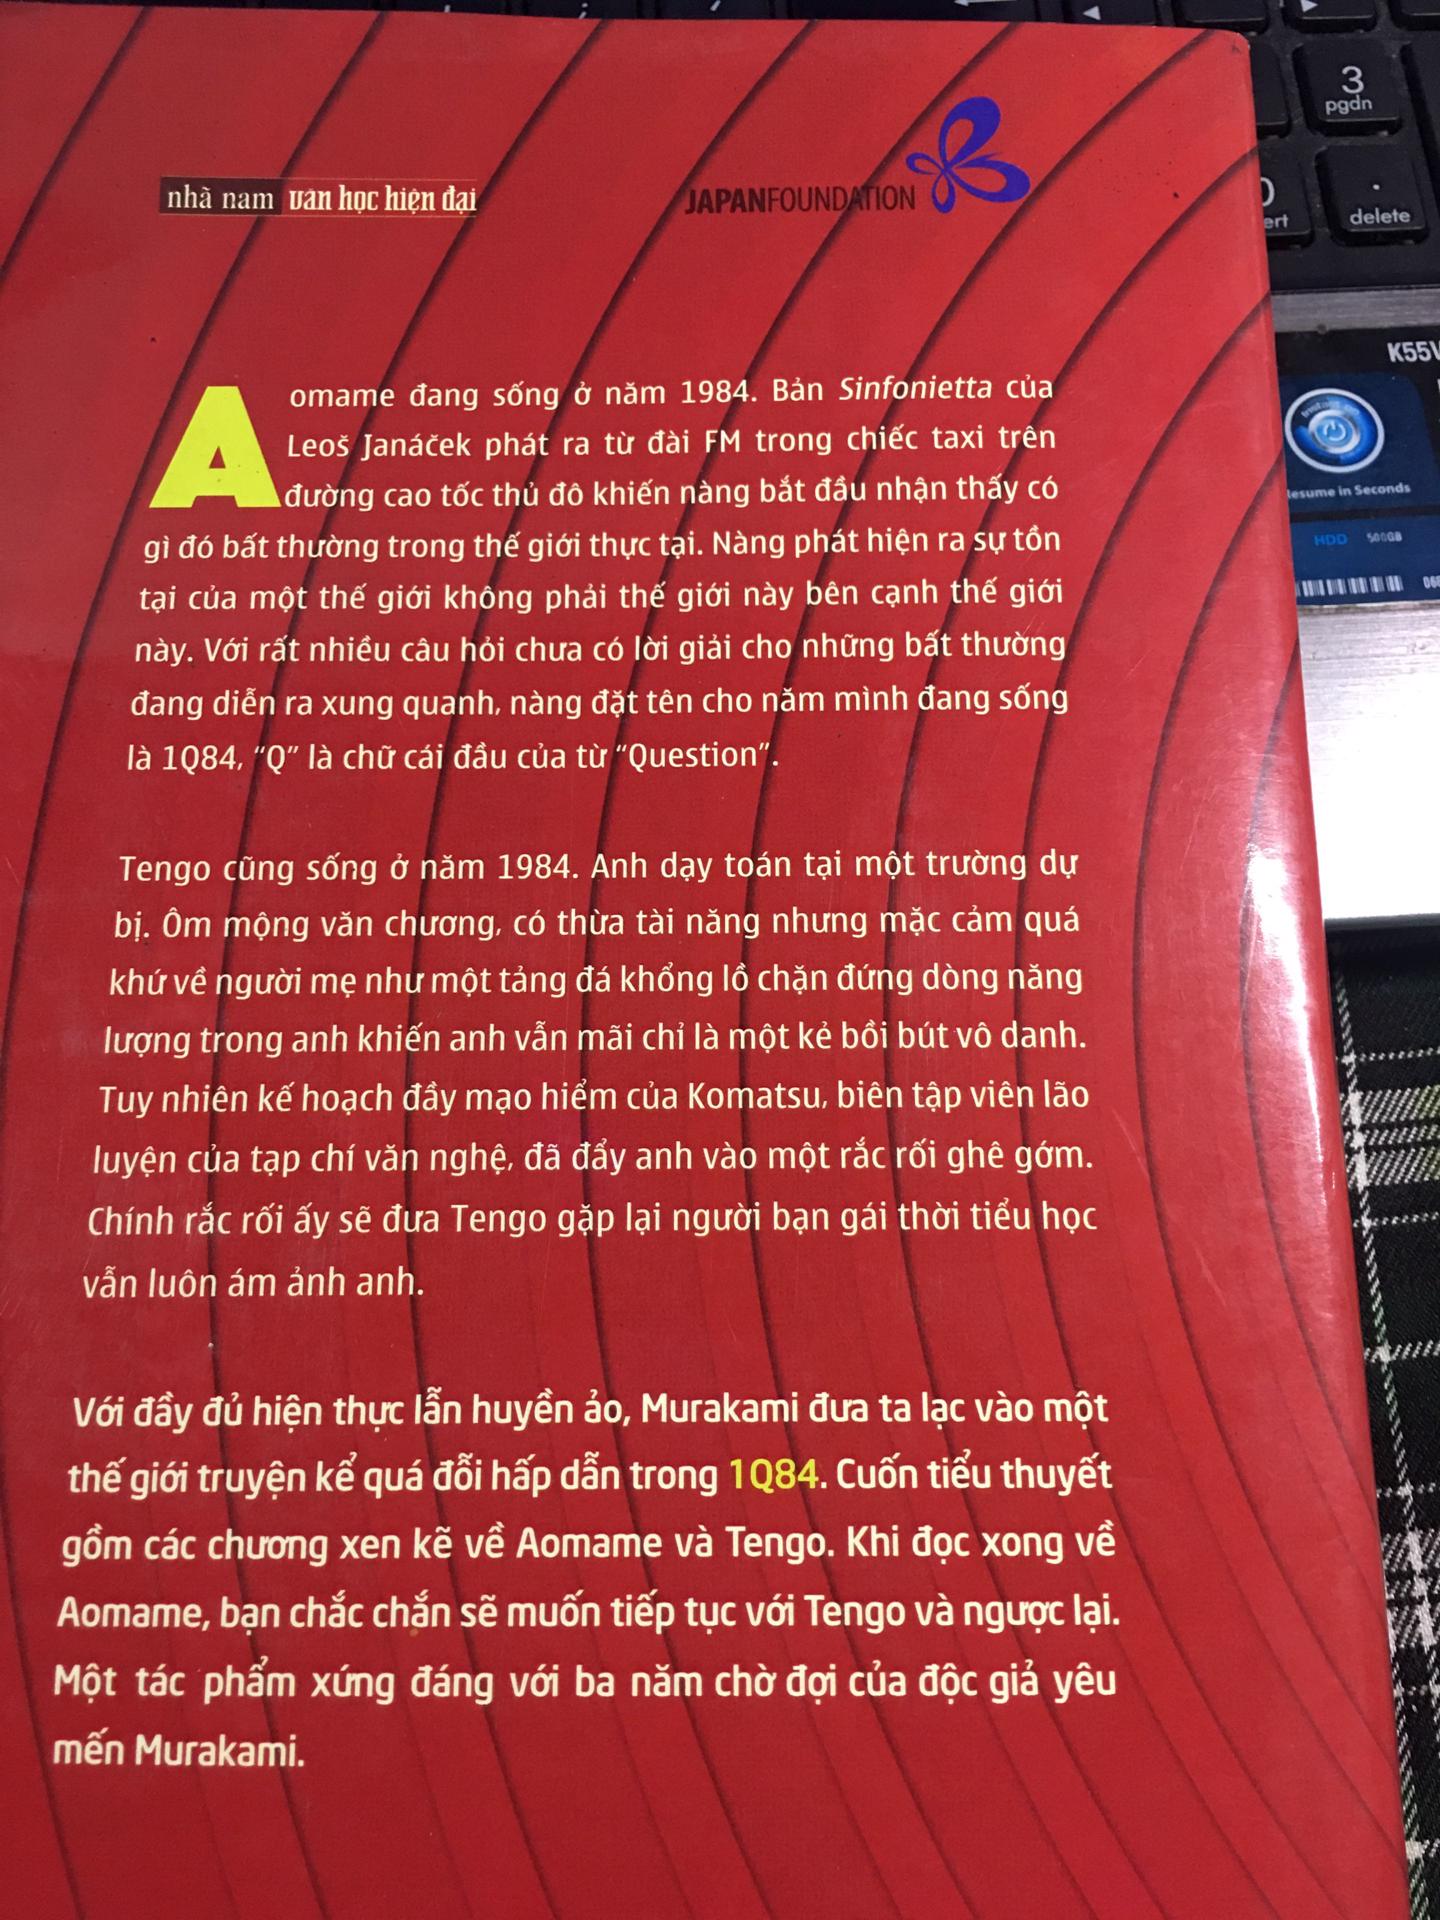 3
pgdn
nhã nam văn học hiện đại
JAPANFOUNDATION
delete
K55V
Aomame đang sống ở năm 1984. Bản Sinfonietta của
Leoš Janáček phát ra từ đài FM trong chiếc taxi trên
đường cao tốc thủ đô khiến nàng bắt đầu nhận thấy có
gì đó bất thường trong thế giới thực tại. Nàng phát hiện ra sự tồn
tại của một thế giới không phải thế giới này bên cạnh thế giới
này. Với rất nhiều câu hỏi chưa có lời giải cho những bất thường
đang diễn ra xung quanh, nàng đặt tên cho năm mình đang sống
là 1Q84, “Q” là chữ cái đầu của từ “Question”.
Resume in Seconds
HDD 500GB
Tengo cũng sống ở năm 1984. Anh dạy toán tại một trường dự
bị. Ôm mộng văn chương, có thừa tài năng nhưng mặc cảm quá
khứ về người mẹ như một tảng đá khổng lồ chặn đứng dòng năng
lượng trong anh khiến anh vẫn mãi chỉ là một kẻ bồi bút vô danh.
Tuy nhiên kế hoạch đầy mạo hiểm của Komatsu, biên tập viên lão
luyện của tạp chí văn nghệ, đã đẩy anh vào một rắc rối ghê gớm.
Chính rắc rối ấy sẽ đưa Tengo gặp lại người bạn gái thời tiểu học
vẫn luôn ám ảnh anh.
Với đầy đủ hiện thực lẫn huyền ảo, Murakami đưa ta lạc vào một
thế giới truyện kể quá đỗi hấp dẫn trong 1Q84. Cuốn tiểu thuyết
gồm các chương xen kẽ về Aomame và Tengo. Khi đọc xong về
Aomame, bạn chắc chắn sẽ muốn tiếp tục với Tengo và ngược lại.
Một tác phẩm xứng đáng với ba năm chờ đợi của độc giả yêu
mến Murakami.